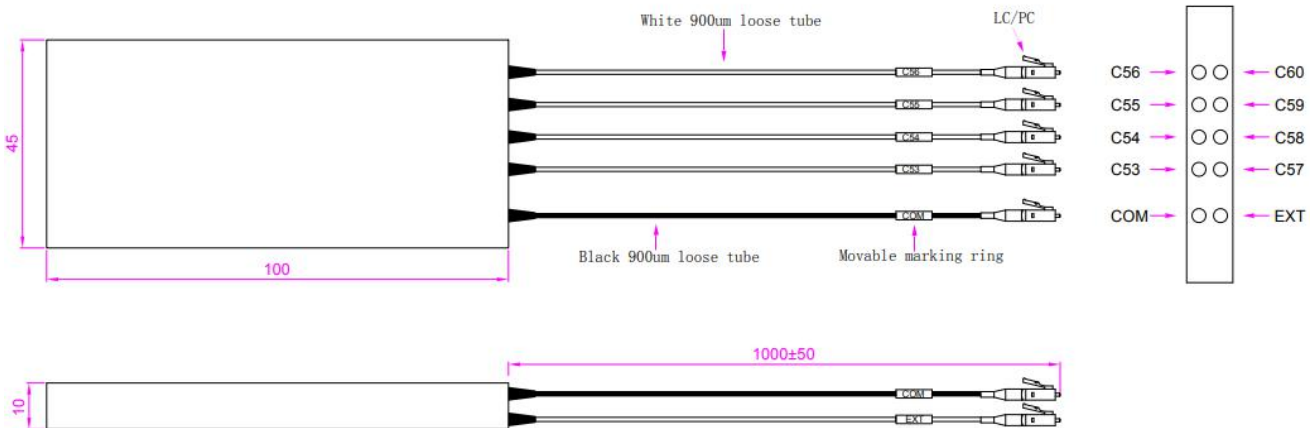 White 900um loose tube
LC/PC
C56
C55
C54
C53
COM
45
100
Black 900um loose tube
Movable marking ring
C56
C60
C55
C59
C54
C58
C53
C57
COM
EXT
1000±50
10
COM
EXT